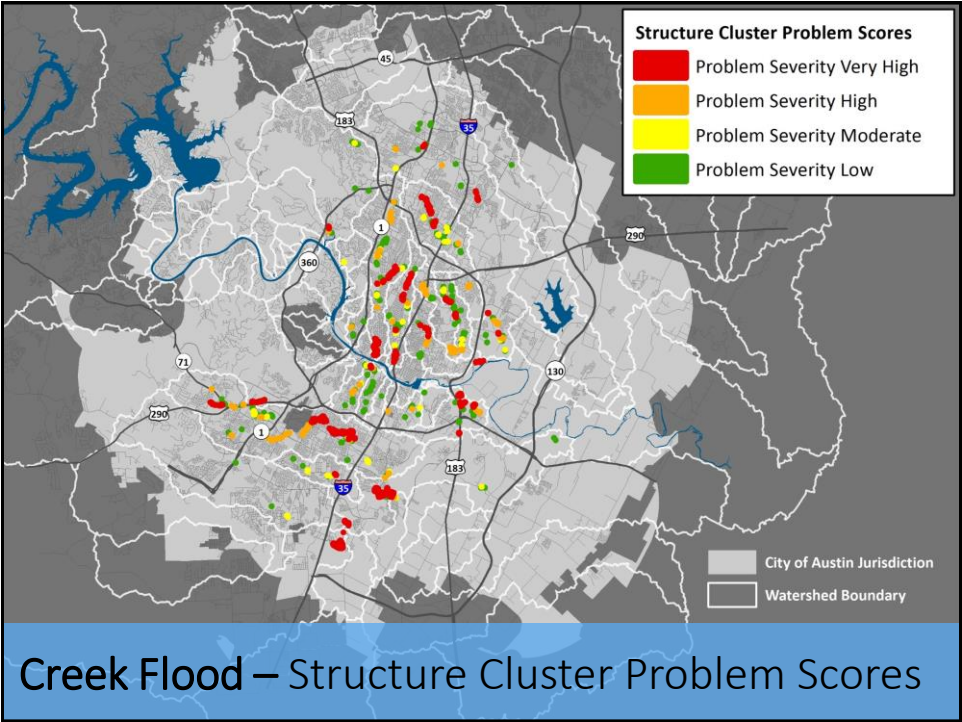 Structure Cluster Problem Scores
Problem Severity Very High
Problem Severity High
Problem Severity Moderate
Problem Severity Low
45
183
35
1
290
360
71
130
290
1
183
35
City of Austin Jurisdiction
Watershed Boundary
Creek Flood – Structure Cluster Problem Scores